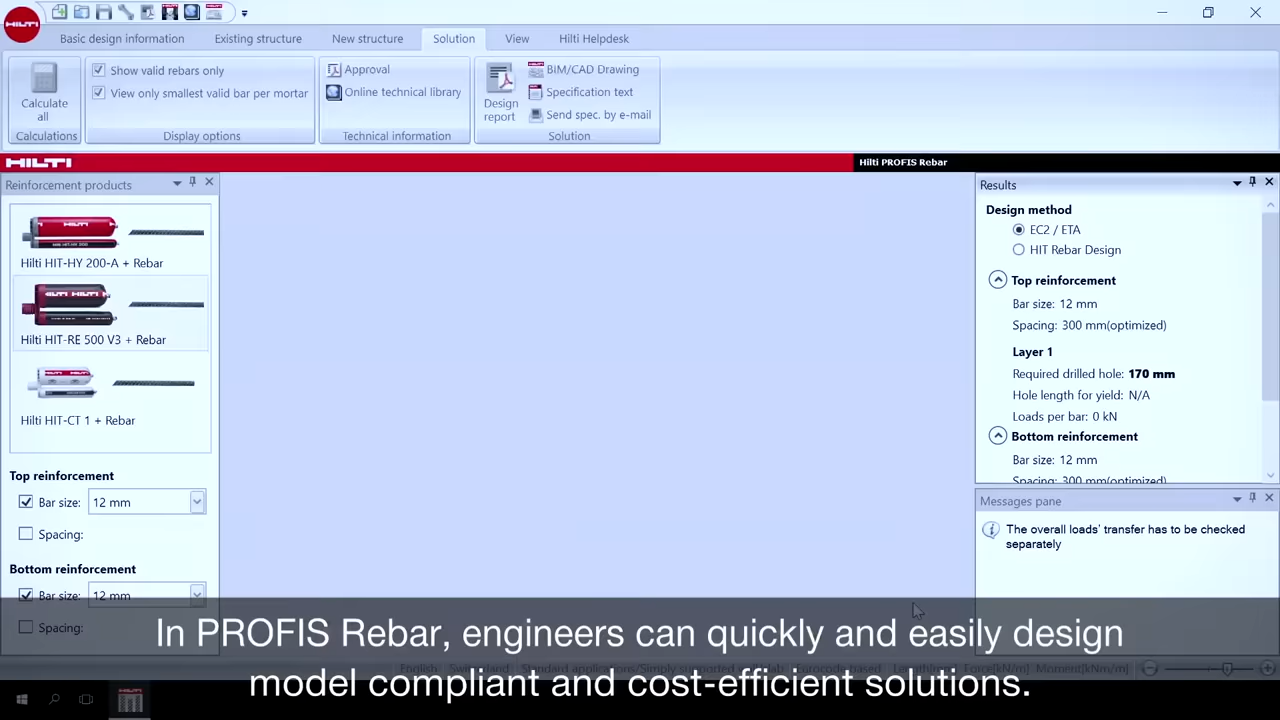 HILTI
Basic design information
Existing structure
New structure
Solution
View
Hilti Helpdesk
Calculate
all
Calculations
Show valid rebars only
View only smallest valid bar per mortar
Display options
Approval
Online technical library
Technical information
Design
report
BIM/CAD Drawing
Specification text
Send spec. by e-mail
Solution
HILTI
Hilti PROFIS Rebar
Reinforcement products
Hilti HIT-HY 200-A + Rebar
Hilti HIT-RE 500 V3 + Rebar
Hilti HIT-CT 1 + Rebar
Top reinforcement
Bar size: 12 mm
Spacing:
Bottom reinforcement
Bar size: 12 mm
Spacing:
Results
Design method
EC2 / ETA
HIT Rebar Design
Top reinforcement
Bar size: 12 mm
Spacing: 300 mm(optimized)
Layer 1
Required drilled hole: 170 mm
Hole length for yield: N/A
Loads per bar: 0 kN
Bottom reinforcement
Bar size: 12 mm
Spacing: 300 mm(optimized)
Messages pane
The overall loads' transfer has to be checked
separately
In PROFIS Rebar, engineers can quickly and easily design
model compliant and cost-efficient solutions.